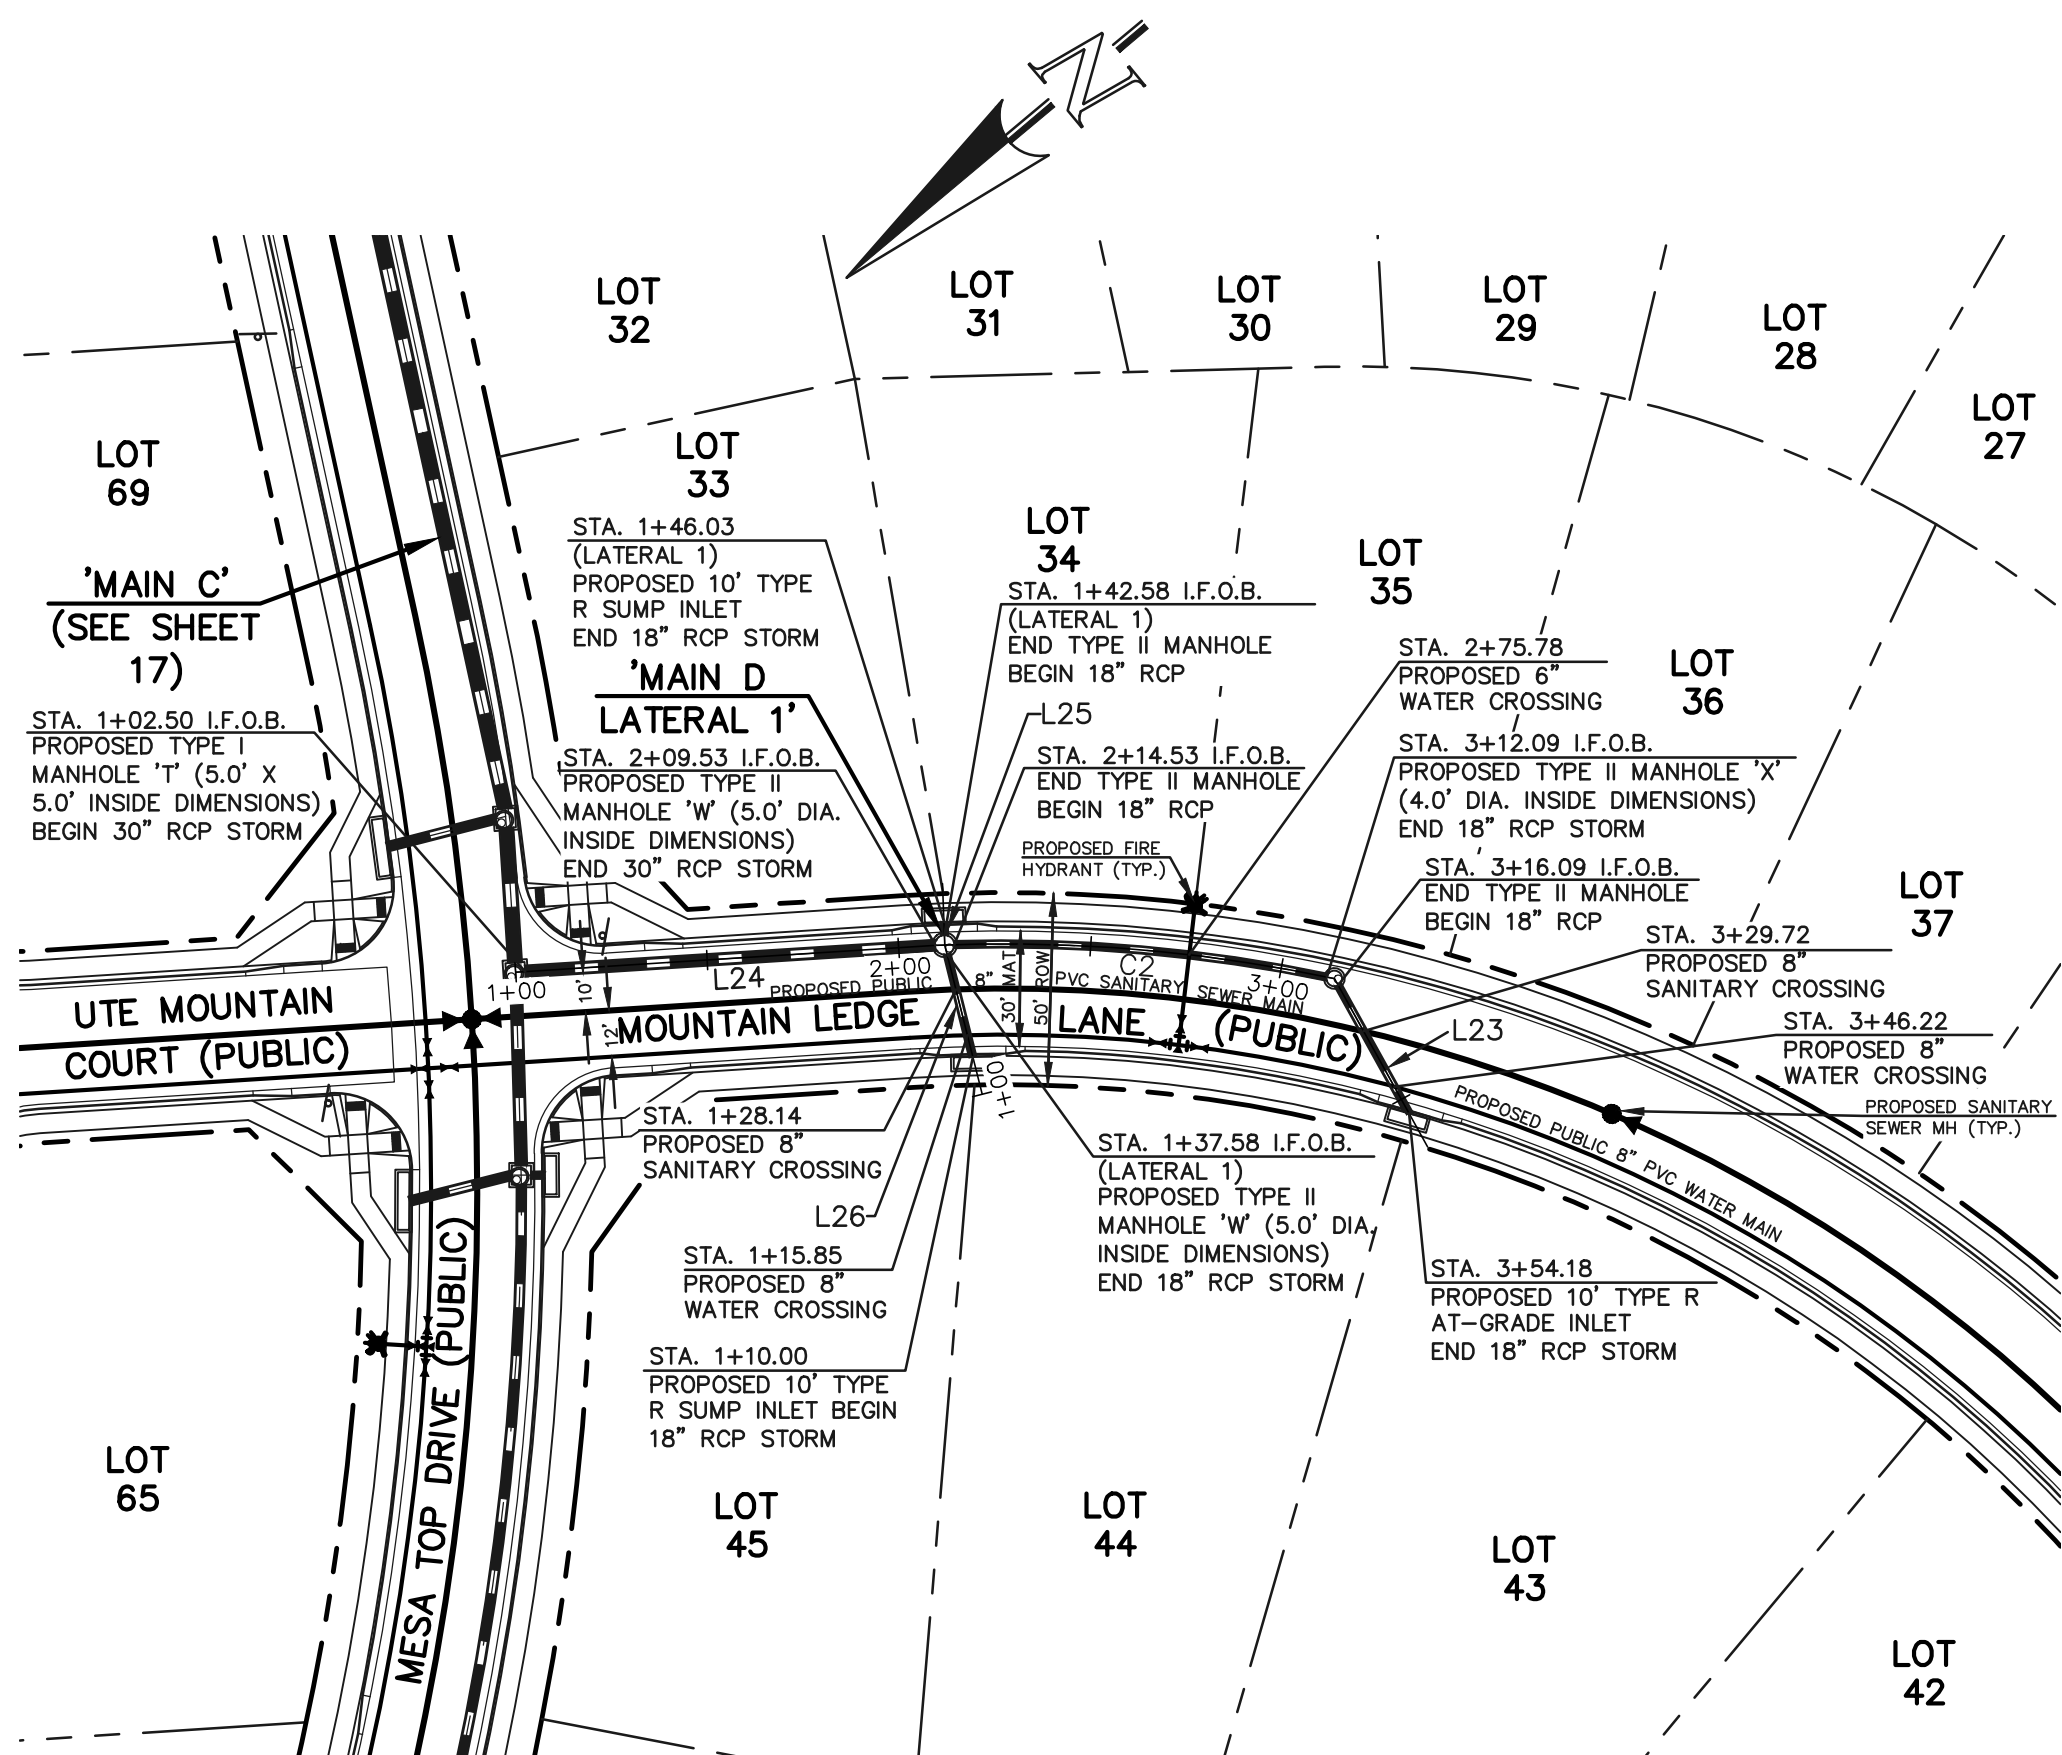 N
LOT
32
LOT
31
LOT
30
LOT
29
LOT
28
LOT
27
LOT
69
LOT
33
LOT
34
LOT
35
LOT
36
LOT
37
'MAIN C'
(SEE SHEET
17)
STA. 1+46.03
(LATERAL 1)
PROPOSED 10' TYPE
R SUMP INLET
END 18" RCP STORM
'MAIN D
LATERAL 1'
STA. 1+42.58 I.F.O.B.
(LATERAL 1)
END TYPE II MANHOLE
BEGIN 18" RCP
L25
STA. 2+75.78
PROPOSED 6"
WATER CROSSING
STA. 1+02.50 I.F.O.B.
PROPOSED TYPE I
MANHOLE 'T' (5.0' X
5.0' INSIDE DIMENSIONS)
BEGIN 30" RCP STORM
STA. 2+09.53 I.F.O.B.
PROPOSED TYPE II
MANHOLE 'W' (5.0' DIA.
INSIDE DIMENSIONS)
END 30" RCP STORM
STA. 2+14.53 I.F.O.B.
END TYPE II MANHOLE
BEGIN 18" RCP
STA. 3+12.09 I.F.O.B.
PROPOSED TYPE II MANHOLE 'X'
(4.0' DIA. INSIDE DIMENSIONS)
END 18" RCP STORM
PROPOSED FIRE
HYDRANT (TYP.)
STA. 3+16.09 I.F.O.B.
END TYPE II MANHOLE
BEGIN 18" RCP
STA. 3+29.72
PROPOSED 8"
SANITARY CROSSING
1+00
10'
12'
L24
2+00
C2
3+00
PROPOSED PUBLIC 8" PVC SANITARY SEWER MAIN
30' MAT
50' ROW
UTE MOUNTAIN
COURT (PUBLIC)
MOUNTAIN LEDGE LANE (PUBLIC)
L23
STA. 3+46.22
PROPOSED 8"
WATER CROSSING
1+00
PROPOSED PUBLIC 8" PVC WATER MAIN
PROPOSED SANITARY
SEWER MH (TYP.)
STA. 1+28.14
PROPOSED 8"
SANITARY CROSSING
L26
STA. 1+37.58 I.F.O.B.
(LATERAL 1)
PROPOSED TYPE II
MANHOLE 'W' (5.0' DIA.
INSIDE DIMENSIONS)
END 18" RCP STORM
STA. 1+15.85
PROPOSED 8"
WATER CROSSING
STA. 3+54.18
PROPOSED 10' TYPE R
AT-GRADE INLET
END 18" RCP STORM
STA. 1+10.00
PROPOSED 10' TYPE
R SUMP INLET BEGIN
18" RCP STORM
MESA TOP DRIVE (PUBLIC)
LOT
65
LOT
45
LOT
44
LOT
43
LOT
42